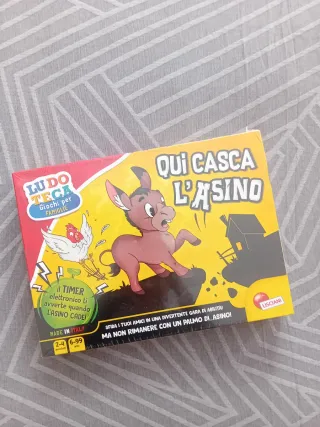 LUDO
TECA
Giochi per
FAMIGLIE
QUI CASCA
L'ASINO
il TIMER
elettronico ti
avverte quando
L'ASINO CADE!
MADE IN ITALY
2-4
6-99
LISCIANI
SFIDA I TUOI AMICI IN UNA DIVERTENTE GARA DI ABILITÀ!
MA NON RIMANERE CON UN PALMO DI ASINO!